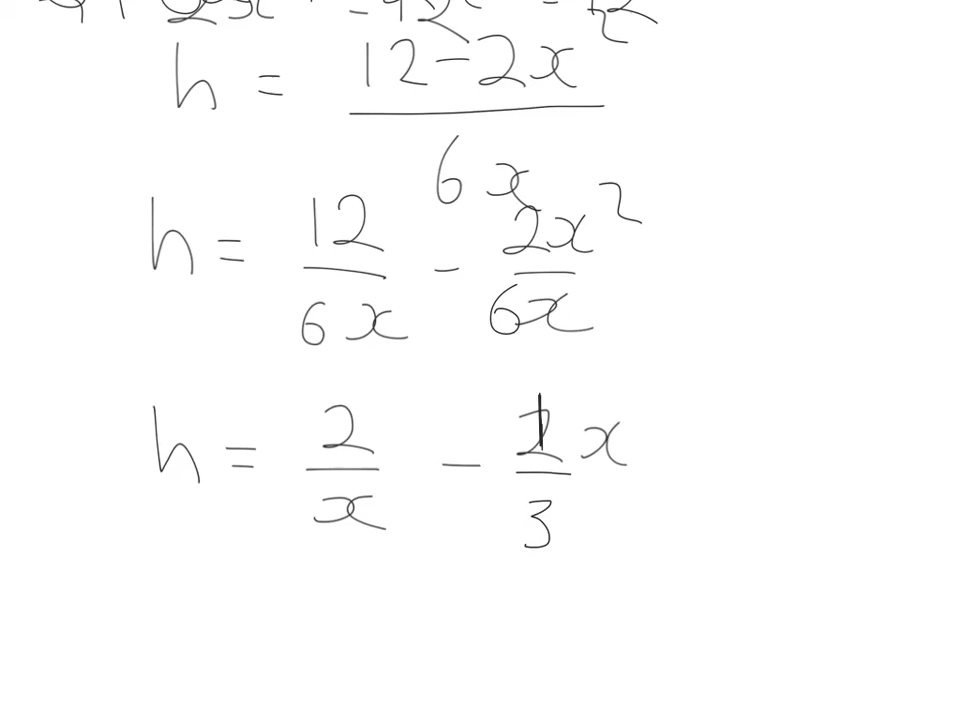 h = 12 - 2x²
6x
h = 12/6x - 2x²/6x
h = 2/x - 1/3 x